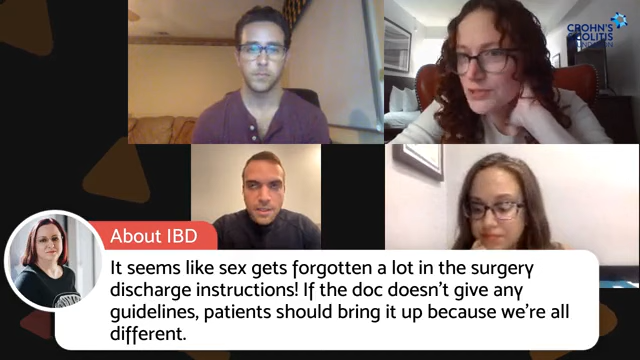 CROHN'S
COLITIS
FOUNDATION
About IBD
It seems like sex gets forgotten a lot in the surgery
discharge instructions! If the doc doesn't give any
guidelines, patients should bring it up because we're all
different.